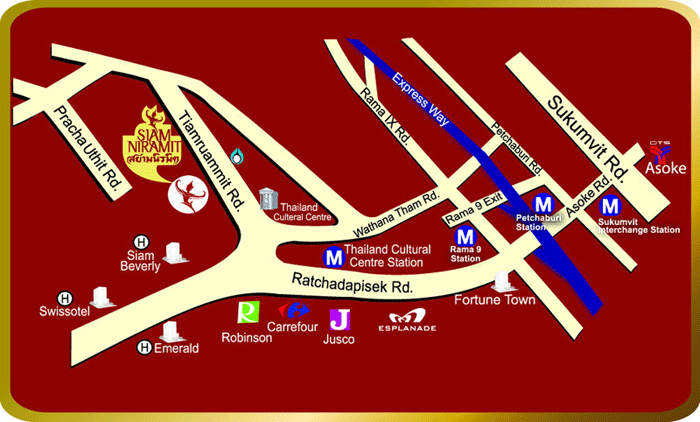 Pracha Uthit Rd.
SIAM
NIRAMIT
สยามนิรมิต
Tiamruammit Rd.
Thailand
Cultural Centre
Wathana Tham Rd.
Rama IX Rd.
Express Way
Petchaburi Rd.
Sukumvit Rd.
Asoke
Asoke Rd.
Rama 9 Exit
M
Petchaburi
Station
M
Sukumvit
Interchange Station
M
Rama 9
Station
M
Thailand Cultural
Centre Station
Ratchadapisek Rd.
Fortune Town
H
Siam
Beverly
H
Swissotel
H
Emerald
R
Robinson
Carrefour
J
Jusco
ESPLANADE